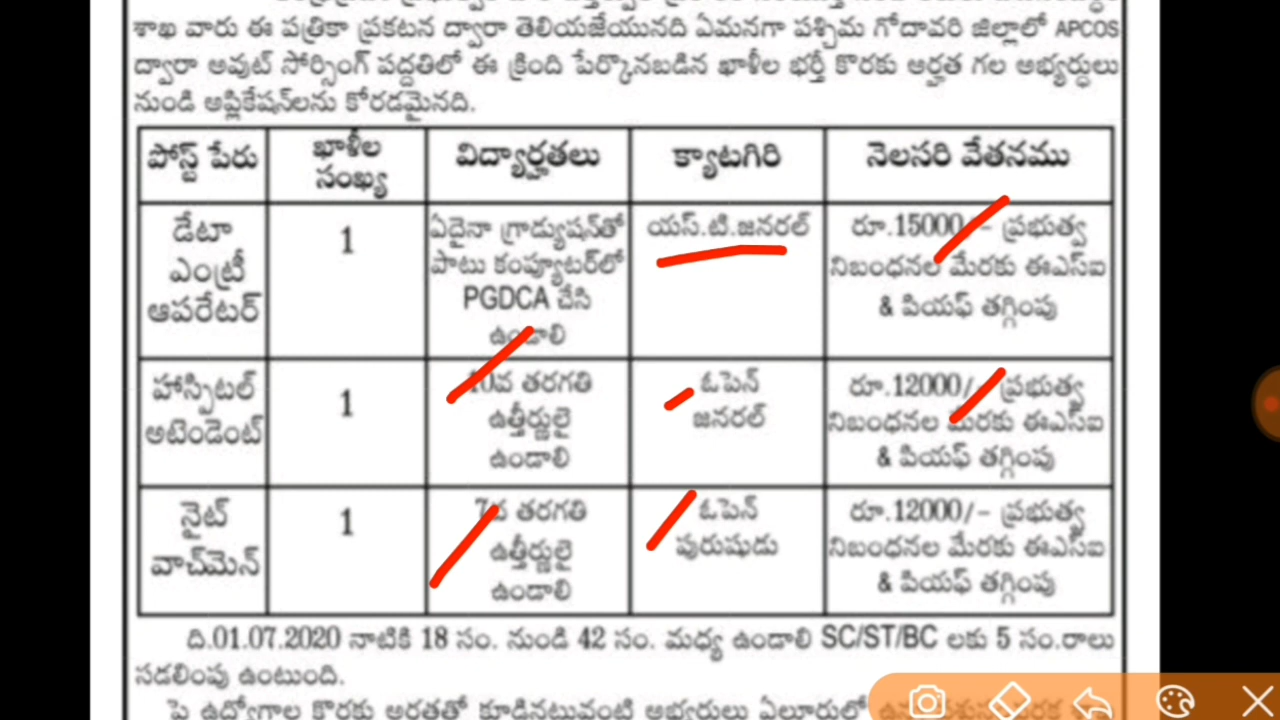 శాఖ వారు ఈ పత్రికా ప్రకటన ద్వారా తెలియజేయునది ఏమనగా పశ్చిమ గోదావరి జిల్లాలో APCOS
ద్వారా అవుట్ సోర్సింగ్ పద్దతిలో ఈ క్రింది పేర్కొనబడిన ఖాళీల భర్తీ కొరకు అర్హత గల అభ్యర్థులు
నుండి అప్లికేషన్‌లను కోరడమైనది.
పోస్ట్ పేరు
ఖాళీల
సంఖ్య
విద్యార్హతలు
క్యాటగిరి
నెలసరి వేతనము
డేటా
ఎంట్రీ
ఆపరేటర్
1
ఏదైనా గ్రాడ్యుషన్‌తో
పాటు కంప్యూటర్‌లో
PGDCA చేసి
ఉండాలి
యస్.టి.జనరల్
రూ.15000/- ప్రభుత్వ
నిబంధనల మేరకు ఈఎస్ఐ
& పియఫ్ తగ్గింపు
హాస్పిటల్
అటెండెంట్
1
10వ తరగతి
ఉత్తీర్ణులై
ఉండాలి
ఓపెన్
జనరల్
రూ.12000/- ప్రభుత్వ
నిబంధనల మేరకు ఈఎస్ఐ
& పియఫ్ తగ్గింపు
నైట్
వాచ్‌మెన్
1
7వ తరగతి
ఉత్తీర్ణులై
ఉండాలి
ఓపెన్
పురుషుడు
రూ.12000/- ప్రభుత్వ
నిబంధనల మేరకు ఈఎస్ఐ
& పియఫ్ తగ్గింపు
ది.01.07.2020 నాటికి 18 సం. నుండి 42 సం. మధ్య ఉండాలి SC/ST/BC లకు 5 సం.రాలు
సడలింపు ఉంటుంది.
పై ఉద్యోగాల కొరకు అర్హతతో కూడినటువంటి అభ్యర్థులు ఏలూరులో